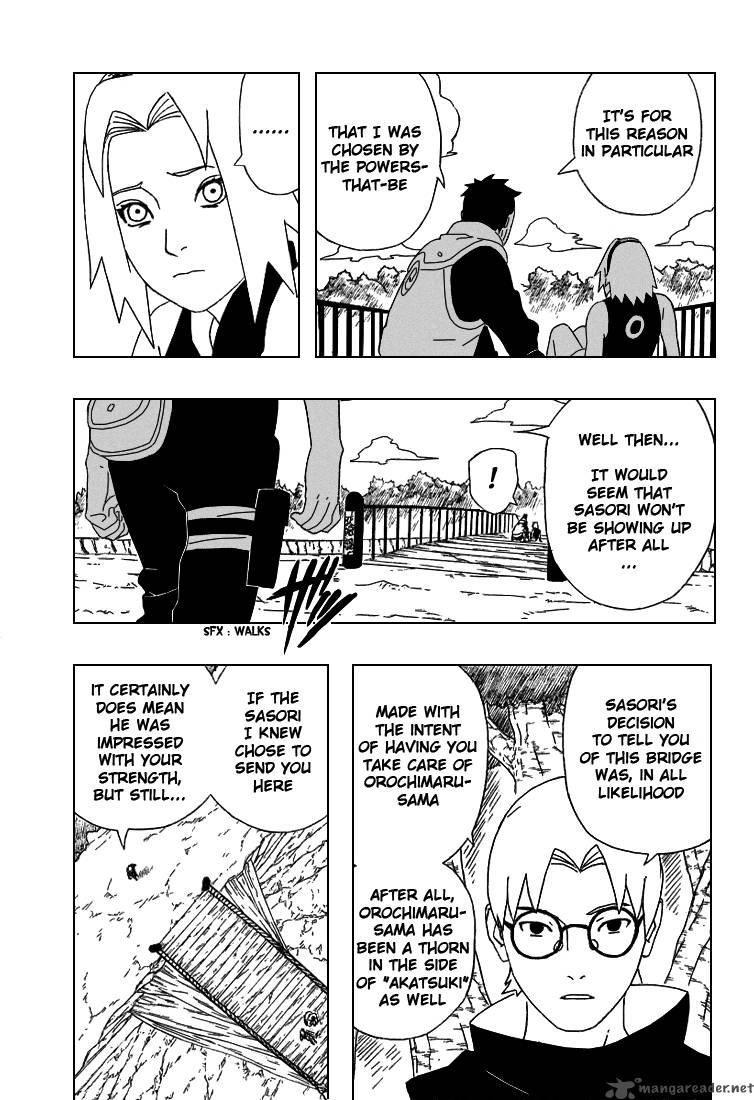 IT'S FOR
THIS REASON
IN PARTICULAR
THAT I WAS
CHOSEN BY
THE POWERS-
THAT-BE
......
WELL THEN...
IT WOULD
SEEM THAT
SASORI WON'T
BE SHOWING UP
AFTER ALL
...
!
SFX : WALKS
SASORI'S
DECISION
TO TELL YOU
OF THIS BRIDGE
WAS, IN ALL
LIKELIHOOD
MADE WITH
THE INTENT
OF HAVING YOU
TAKE CARE OF
OROCHIMARU-
SAMA
AFTER ALL,
OROCHIMARU-
SAMA HAS
BEEN A THORN
IN THE SIDE
OF "AKATSUKI"
AS WELL
IF THE
SASORI
I KNEW
CHOSE TO
SEND YOU
HERE
IT CERTAINLY
DOES MEAN
HE WAS
IMPRESSED
WITH YOUR
STRENGTH,
BUT STILL...
mangareader.net